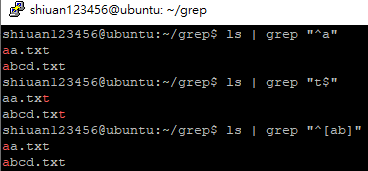 shiuan123456@ubuntu: ~/grep
shiuan123456@ubuntu:~/grep$ ls | grep "^a"
aa.txt
abcd.txt
shiuan123456@ubuntu:~/grep$ ls | grep "t$"
aa.txt
abcd.txt
shiuan123456@ubuntu:~/grep$ ls | grep "^[ab]"
aa.txt
abcd.txt